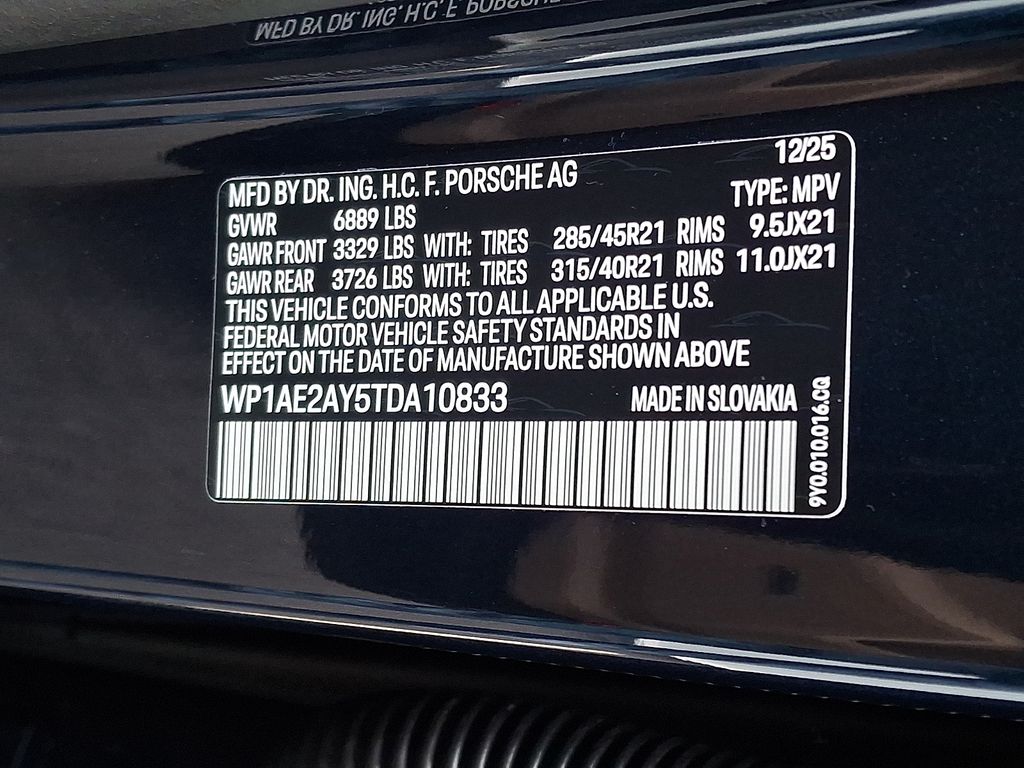 MFD BY DR. ING. H.C. F. PORSCHE
12/25
MFD BY DR. ING. H.C. F. PORSCHE AG
TYPE: MPV
GVWR 6889 LBS
GAWR FRONT 3329 LBS WITH: TIRES 285/45R21 RIMS 9.5JX21
GAWR REAR 3726 LBS WITH: TIRES 315/40R21 RIMS 11.0JX21
THIS VEHICLE CONFORMS TO ALL APPLICABLE U.S.
FEDERAL MOTOR VEHICLE SAFETY STANDARDS IN
EFFECT ON THE DATE OF MANUFACTURE SHOWN ABOVE
WP1AE2AY5TDA10833 MADE IN SLOVAKIA
9Y0.010.016.CQ